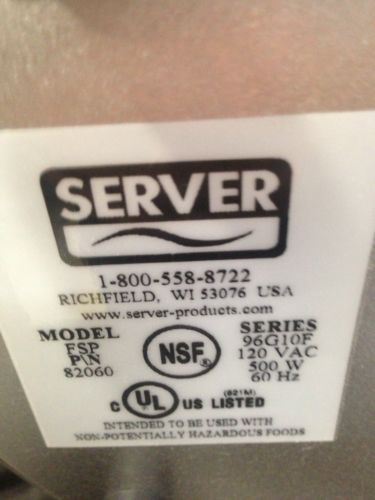 SERVER
1-800-558-8722
RICHFIELD, WI 53076 USA
www.server-products.com
MODEL
FSP
P\N
82060
NSF®
SERIES
96G10F
120 VAC
500 W
60 Hz
C UL US LISTED
(821M)
INTENDED TO BE USED WITH
NON-POTENTIALLY HAZARDOUS FOODS